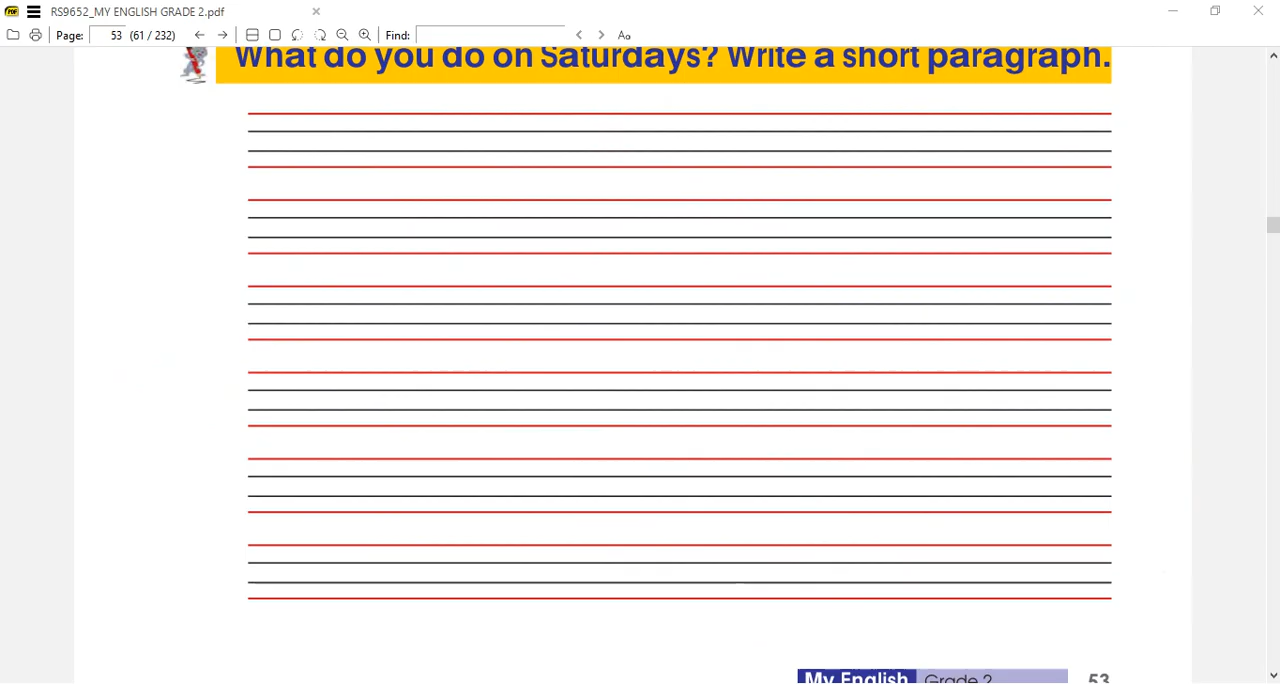 RS9652_MY ENGLISH GRADE 2.pdf
Page: 53 (61 / 232) Find: Aa
What do you do on Saturdays? Write a short paragraph.
My English Grade 2 53